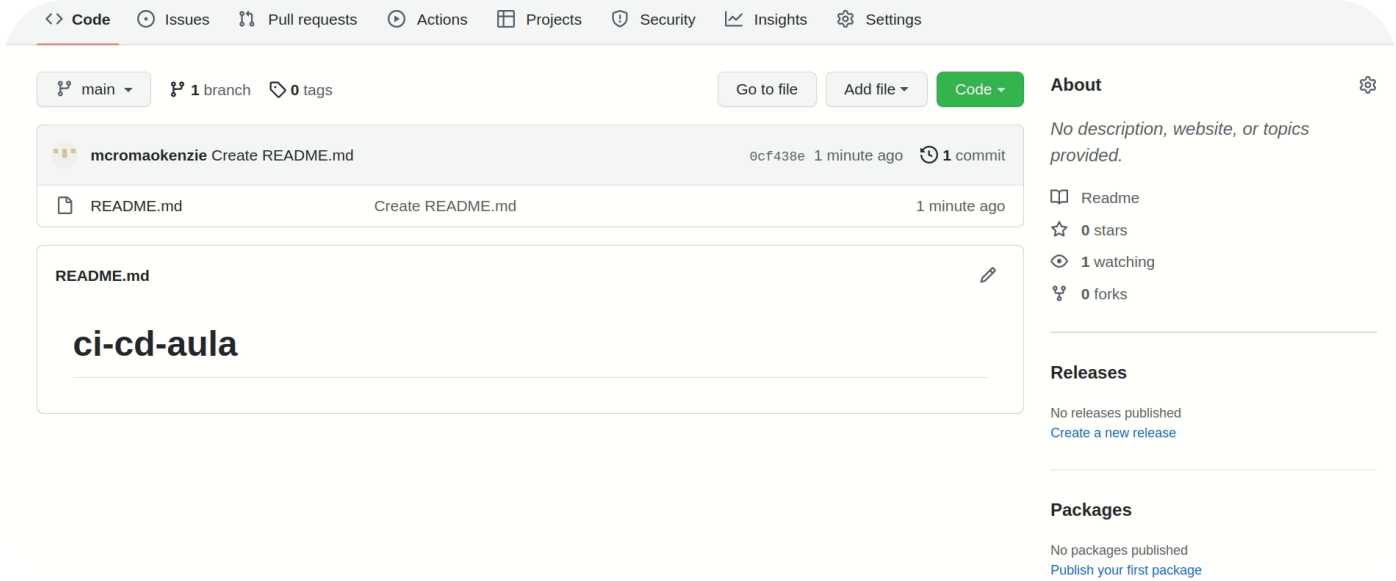 Code Issues Pull requests Actions Projects Security Insights Settings
main 1 branch 0 tags Go to file Add file Code
mcromaokenzie Create README.md 0cf438e 1 minute ago 1 commit
README.md Create README.md 1 minute ago
README.md
ci-cd-aula
About
No description, website, or topics
provided.
Readme
0 stars
1 watching
0 forks
Releases
No releases published
Create a new release
Packages
No packages published
Publish your first package